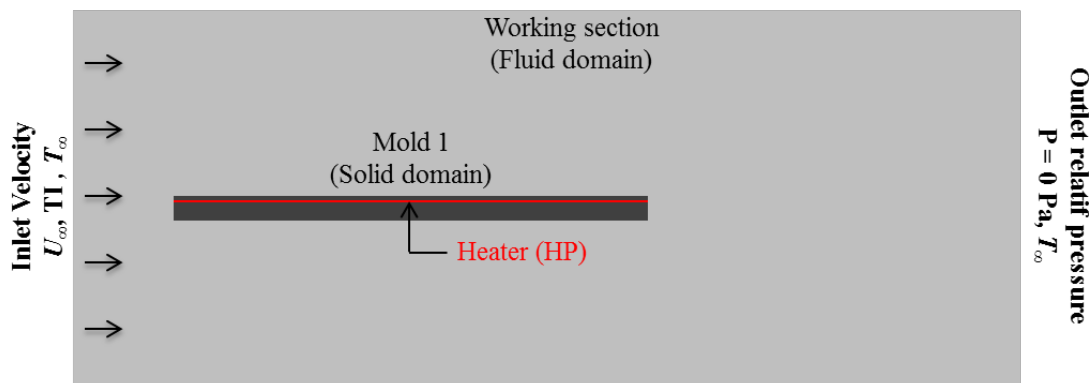 Working section
(Fluid domain)
Inlet Velocity
U∞, TI , T∞
Mold 1
(Solid domain)
Heater (HP)
Outlet relatif pressure
P = 0 Pa, T∞